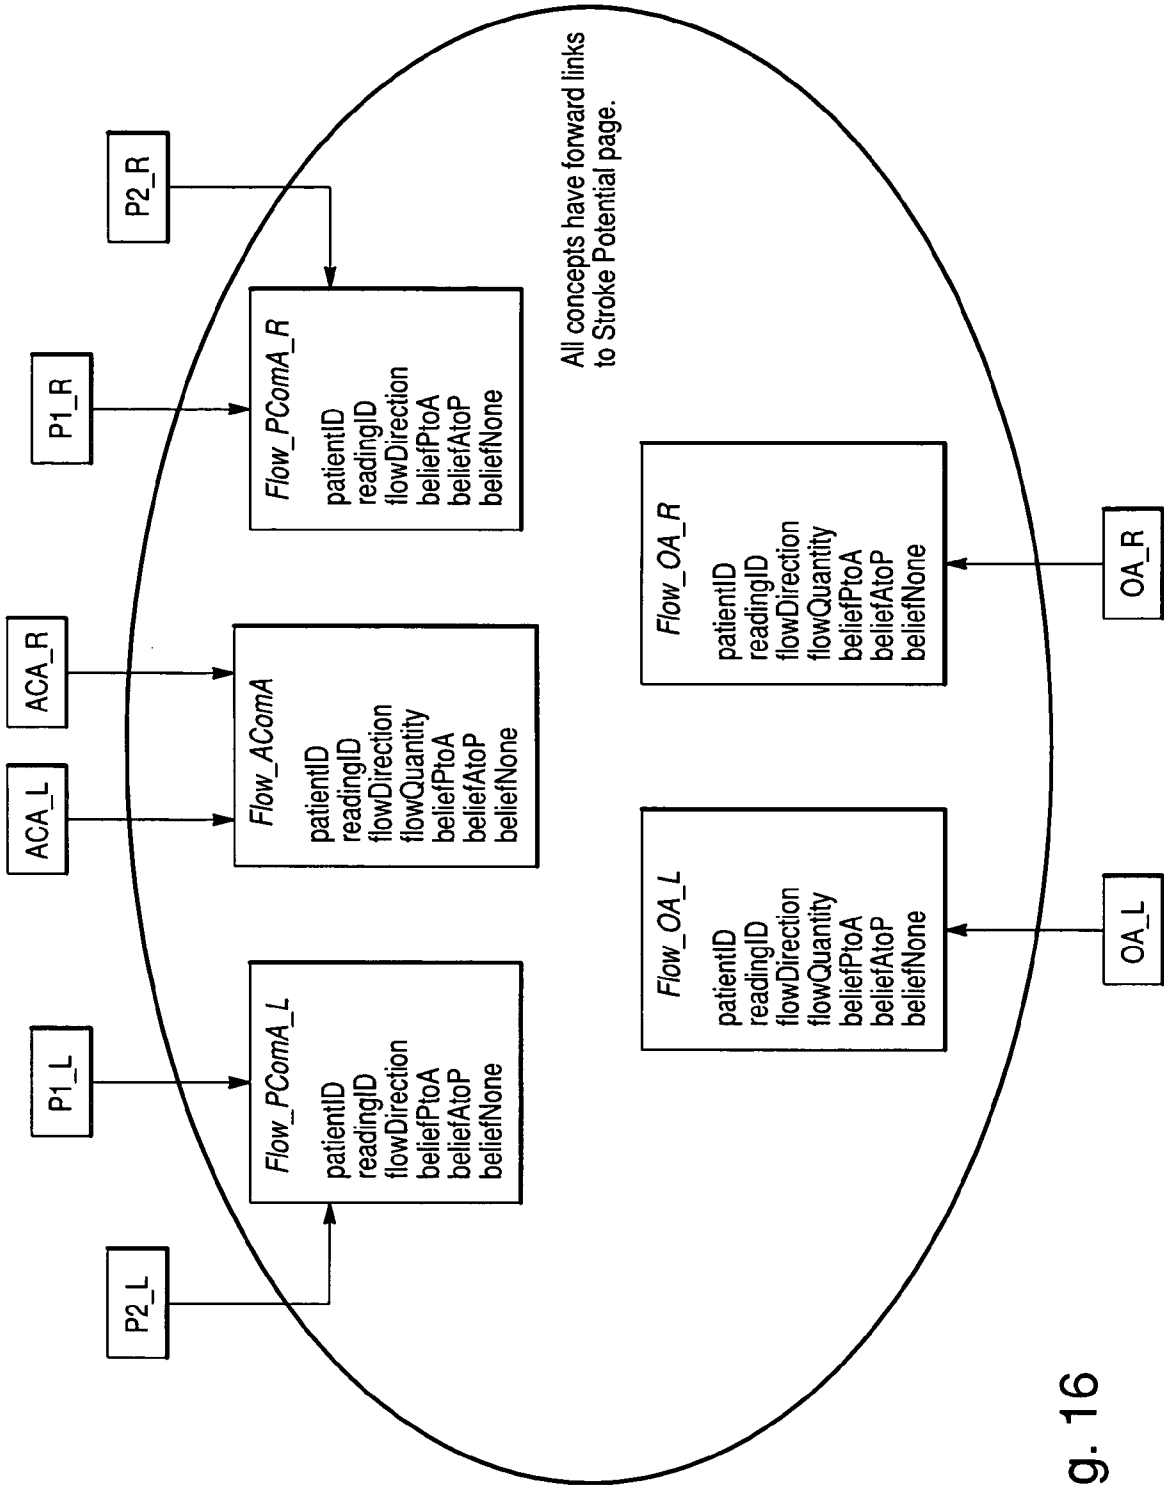 ACA_L
ACA_R
P1_L
P1_R
P2_L
P2_R
Flow_PComA_L
patientID
readingID
flowDirection
beliefPtoA
beliefAtoP
beliefNone
Flow_AComA
patientID
readingID
flowDirection
flowQuantity
beliefPtoA
beliefAtoP
beliefNone
Flow_PComA_R
patientID
readingID
flowDirection
beliefPtoA
beliefAtoP
beliefNone
All concepts have forward links
to Stroke Potential page.
Flow_OA_L
patientID
readingID
flowDirection
flowQuantity
beliefPtoA
beliefAtoP
beliefNone
Flow_OA_R
patientID
readingID
flowDirection
flowQuantity
beliefPtoA
beliefAtoP
beliefNone
OA_L
OA_R
g. 16